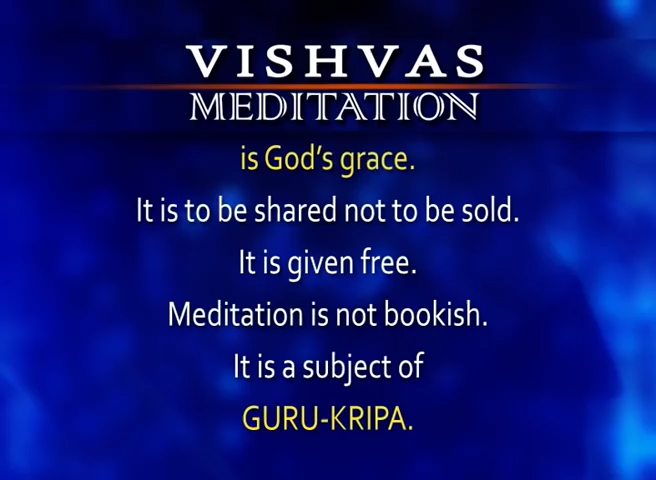 VISHVAS
MEDITATION
is God's grace.
It is to be shared not to be sold.
It is given free.
Meditation is not bookish.
It is a subject of
GURU-KRIPA.